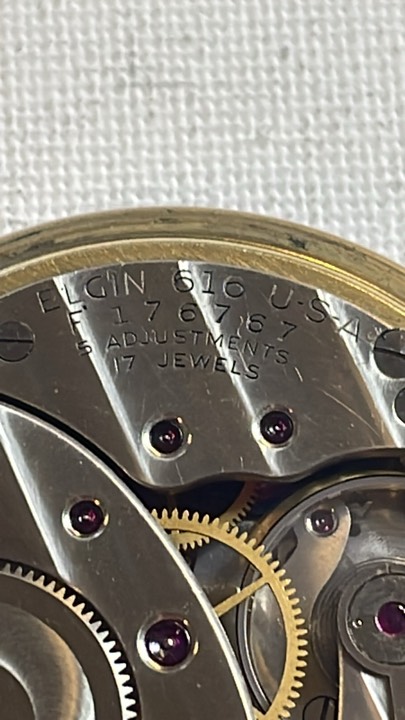 ELGIN 616 U·S·A
F 176767
5 ADJUSTMENTS
17 JEWELS